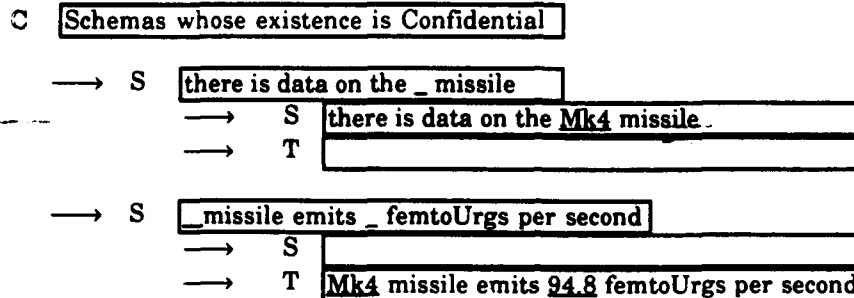 C Schemas whose existence is Confidential
⟶ S there is data on the _ missile
⟶ S there is data on the Mk4 missile
⟶ T
⟶ S _missile emits _ femtoUrgs per second
⟶ S
⟶ T Mk4 missile emits 94.8 femtoUrgs per second